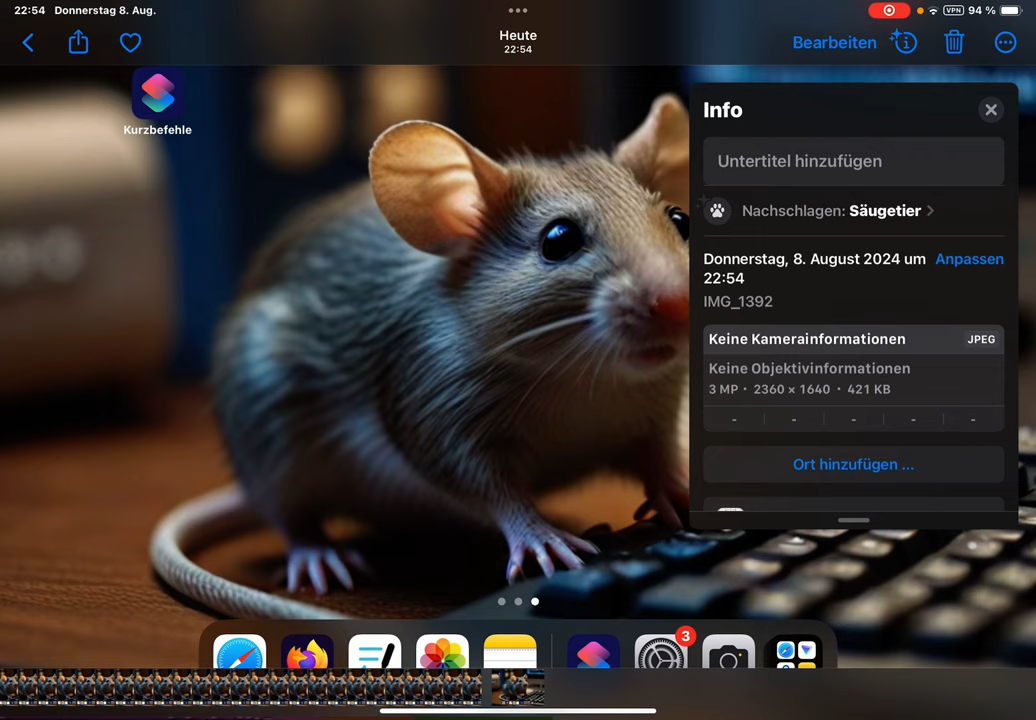 22:54 Donnerstag 8. Aug.
VPN 94 %
Heute
22:54
Bearbeiten
Kurzbefehle
Info
Untertitel hinzufügen
Nachschlagen: Säugetier
Donnerstag, 8. August 2024 um
22:54
Anpassen
IMG_1392
Keine Kamerainformationen JPEG
Keine Objektivinformationen
3 MP · 2360 × 1640 · 421 KB
- - - - -
Ort hinzufügen ...
3